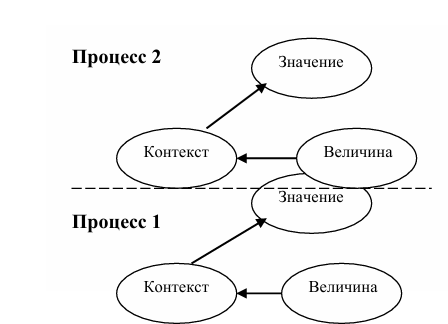 Процесс 2
Значение
Контекст
Величина
Значение
Процесс 1
Контекст
Величина